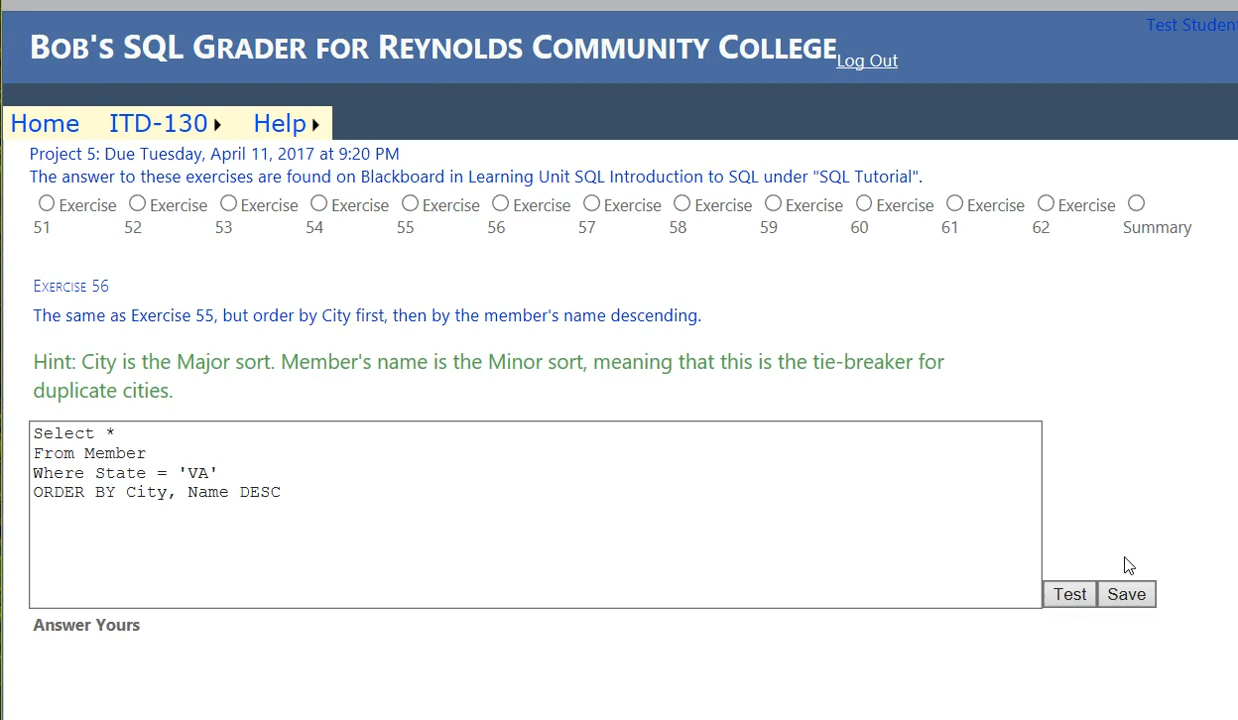 Test Studen
BOB'S SQL GRADER FOR REYNOLDS COMMUNITY COLLEGE Log Out
Home ITD-130 Help
Project 5: Due Tuesday, April 11, 2017 at 9:20 PM
The answer to these exercises are found on Blackboard in Learning Unit SQL Introduction to SQL under "SQL Tutorial".
Exercise Exercise Exercise Exercise Exercise Exercise Exercise Exercise Exercise Exercise Exercise Exercise
51 52 53 54 55 56 57 58 59 60 61 62 Summary
EXERCISE 56
The same as Exercise 55, but order by City first, then by the member's name descending.
Hint: City is the Major sort. Member's name is the Minor sort, meaning that this is the tie-breaker for
duplicate cities.
Select *
From Member
Where State = 'VA'
ORDER BY City, Name DESC
Test Save
Answer Yours